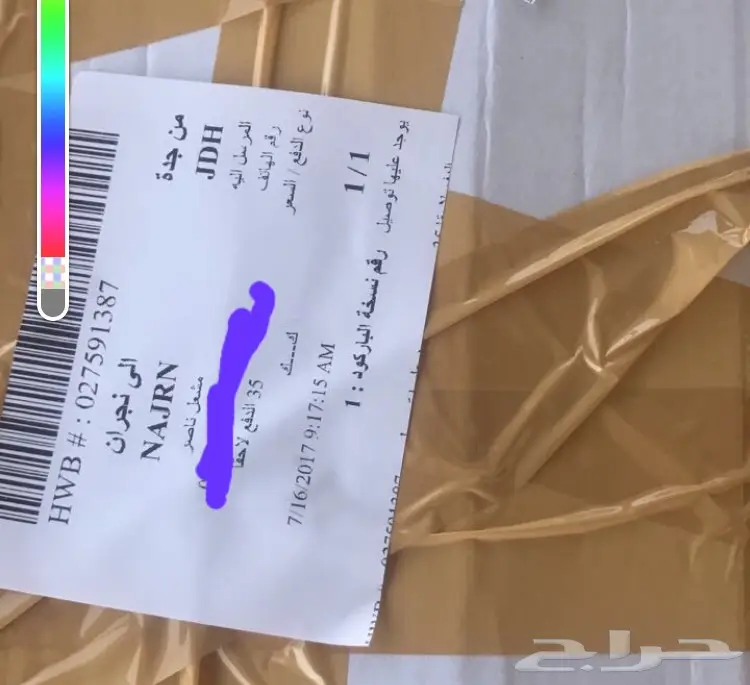 HWB # : 027591387
من جدة
JDH
الى نجران
NAJRN
المرسل اليه
مشعل ناصر
رقم الهاتف
نوع الدفع / السعر
35 الدفع لاحقا
ك---ك
7/16/2017 9:17:15 AM
1/1
رقم نسخة الباركود : 1
يوجد عليها توصيل
حراج